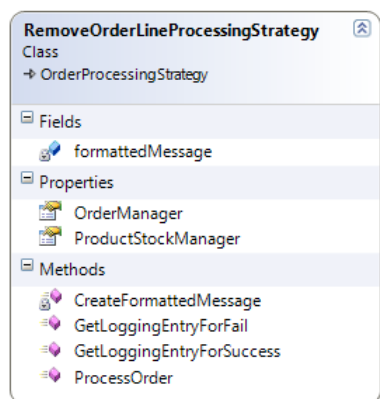 RemoveOrderLineProcessingStrategy
Class
OrderProcessingStrategy
Fields
formattedMessage
Properties
OrderManager
ProductStockManager
Methods
CreateFormattedMessage
GetLoggingEntryForFail
GetLoggingEntryForSuccess
ProcessOrder